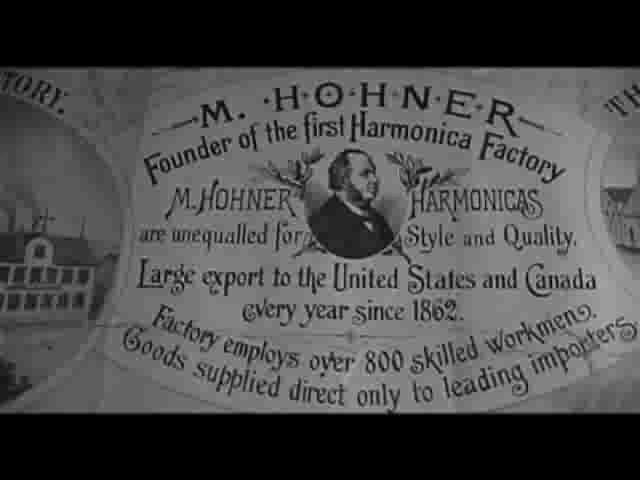 TORY.
TH
M. HOHNER
Founder of the first Harmonica Factory
M. HOHNER HARMONICAS
are unequalled for Style and Quality.
Large export to the United States and Canada
every year since 1862.
Factory employs over 800 skilled workmen.
Goods supplied direct only to leading importers